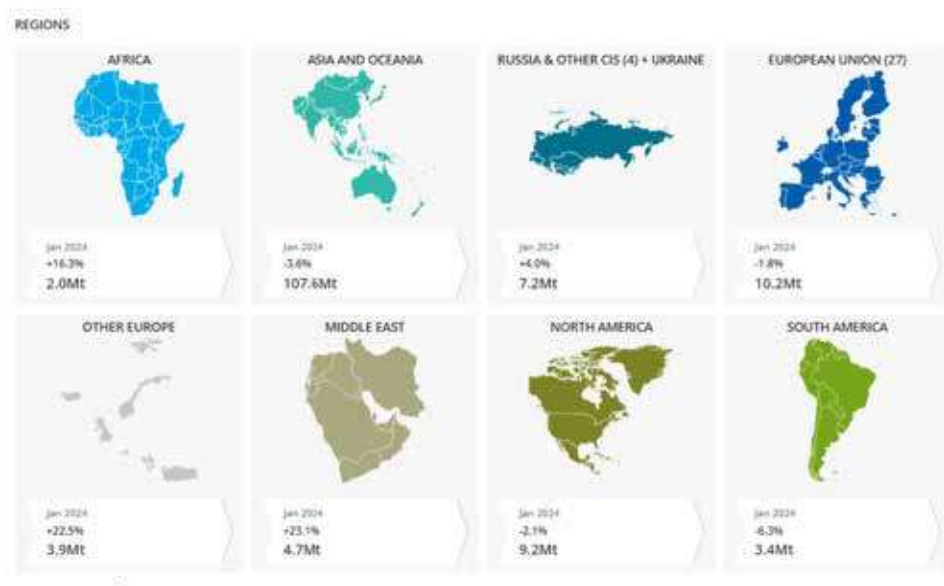 REGIONS
AFRICA
Jan 2024
+16.3%
2.0Mt
ASIA AND OCEANIA
Jan 2024
-3.6%
107.6Mt
RUSSIA & OTHER CIS (4) + UKRAINE
Jan 2024
+4.0%
7.2Mt
EUROPEAN UNION (27)
Jan 2024
-1.8%
10.2Mt
OTHER EUROPE
Jan 2024
+22.5%
3.9Mt
MIDDLE EAST
Jan 2024
+23.1%
4.7Mt
NORTH AMERICA
Jan 2024
-2.1%
9.2Mt
SOUTH AMERICA
Jan 2024
-6.3%
3.4Mt